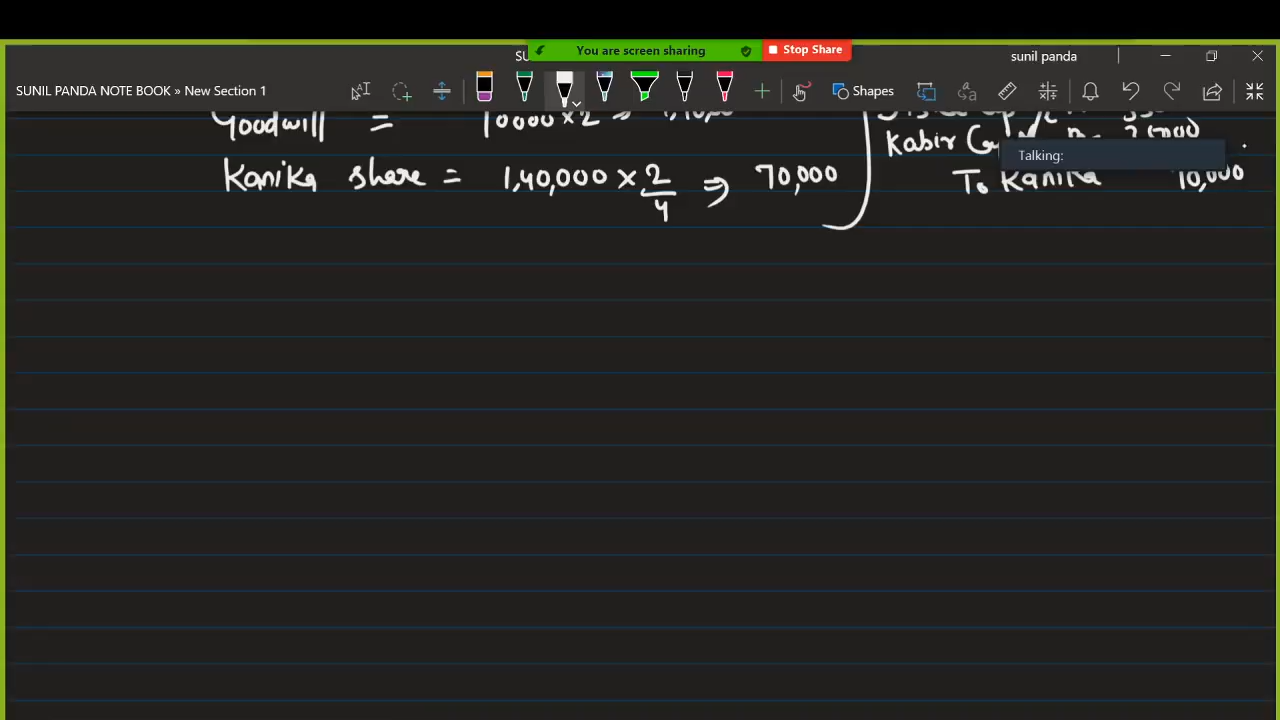 You are screen sharing
Stop Share
sunil panda
SUNIL PANDA NOTE BOOK » New Section 1
Shapes
Goodwill =
Kabir
Talking:
Kanika share = 1,40,000 × 2/4 ⇒ 70,000
To Kanika 70,000